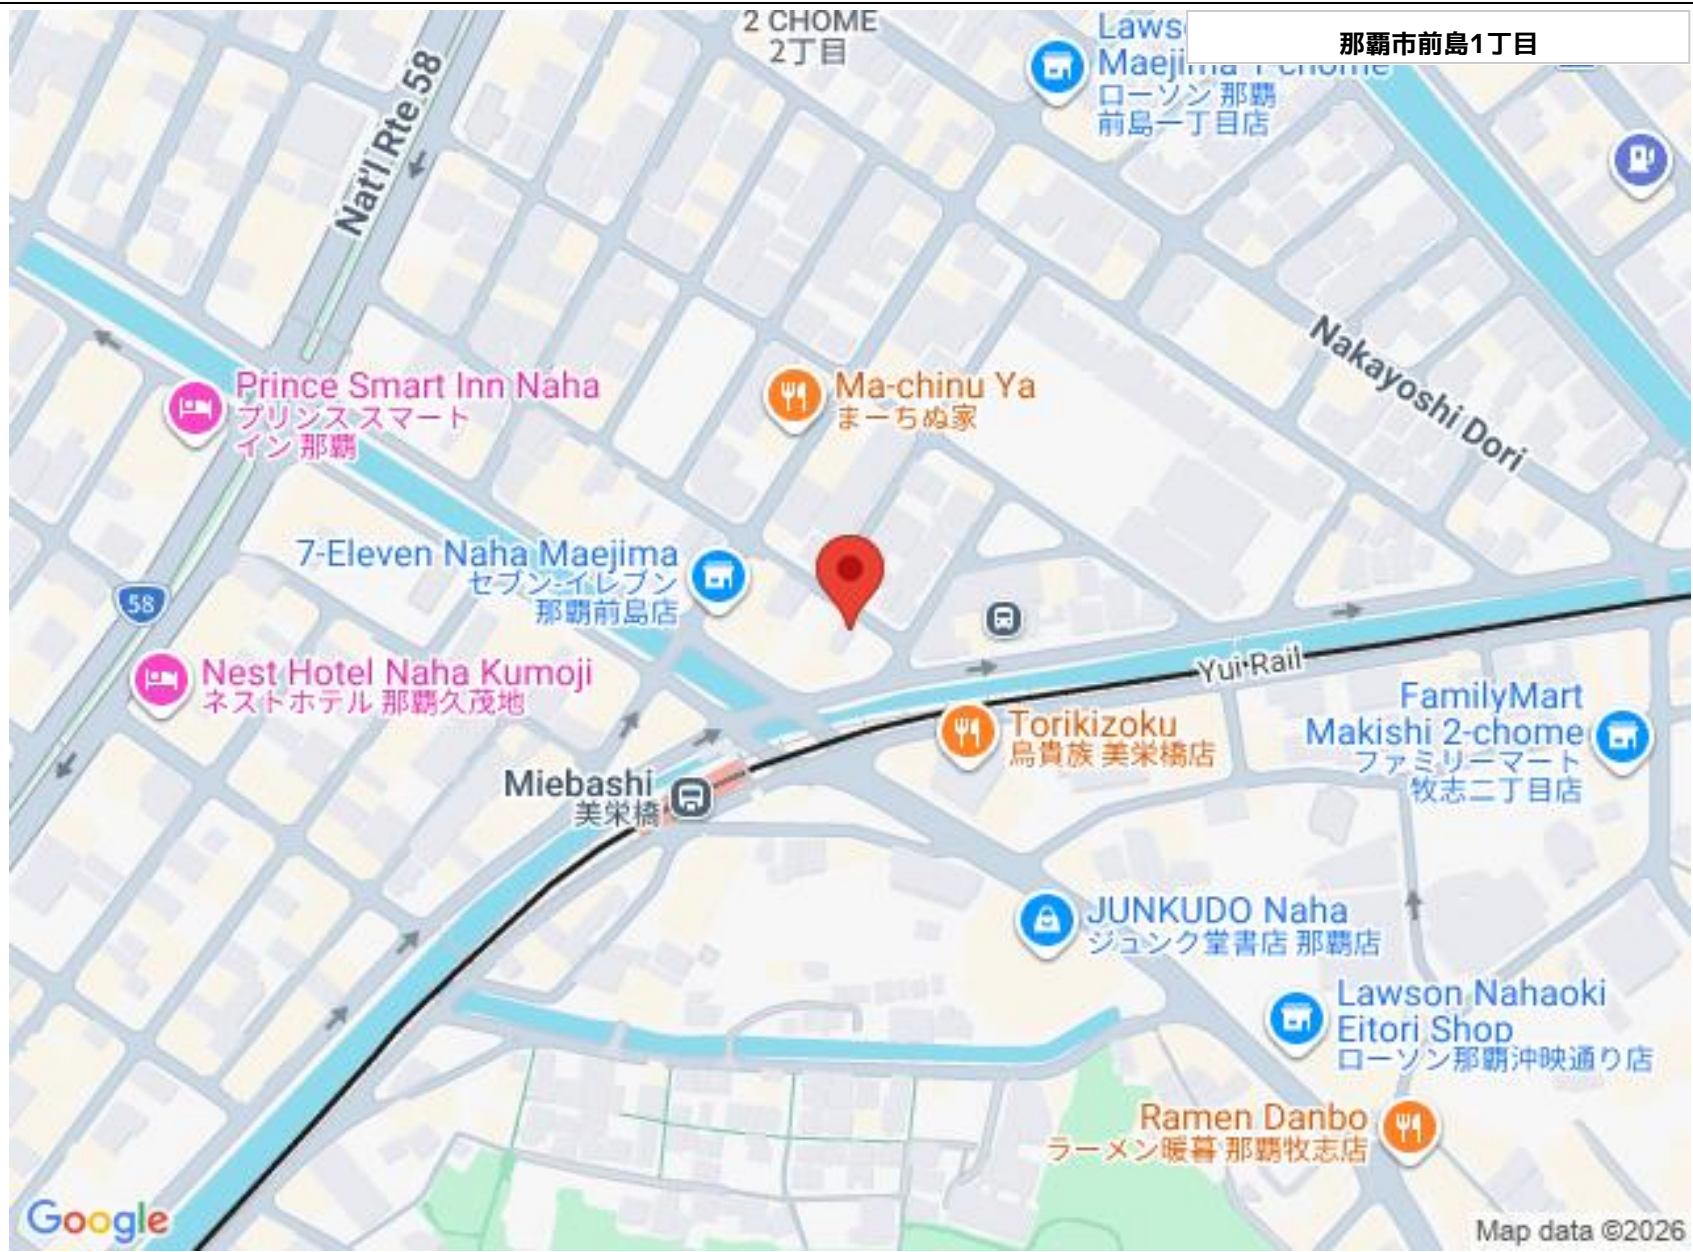 2 CHOME
2丁目
那覇市前島1丁目
Maejima 1-chome
ローソン 那覇
前島一丁目店
Nat'l Rte 58
Nakayoshi Dori
Prince Smart Inn Naha
プリンス スマート
イン 那覇
Ma-chinu Ya
まーちぬ家
7-Eleven Naha Maejima
セブン-イレブン
那覇前島店
58
Nest Hotel Naha Kumoji
ネストホテル 那覇久茂地
Yui Rail
Torikizoku
鳥貴族 美栄橋店
FamilyMart
Makishi 2-chome
ファミリーマート
牧志二丁目店
Miebashi
美栄橋
JUNKUDO Naha
ジュンク堂書店 那覇店
Lawson Nahaoki
Eitori Shop
ローソン那覇沖映通り店
Ramen Danbo
ラーメン暖暮 那覇牧志店
Google
Map data ©2026